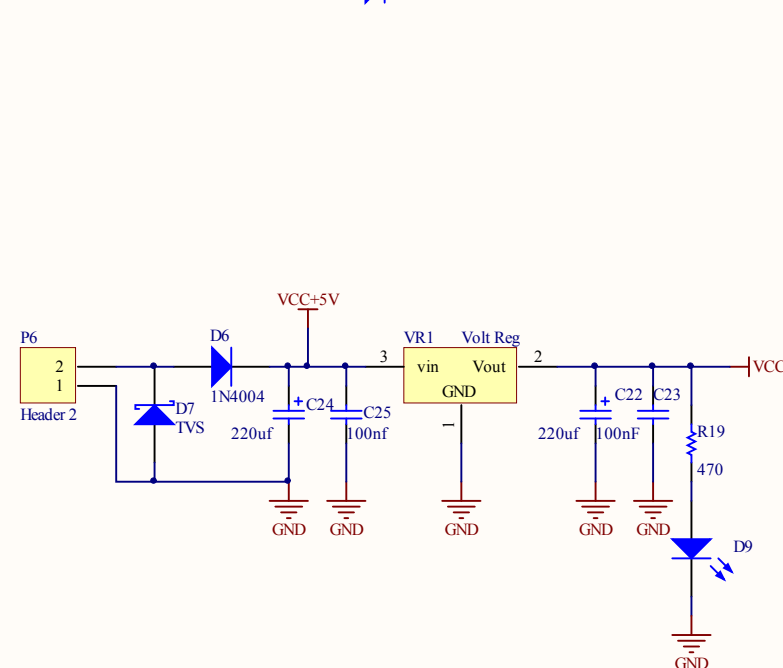 VCC+5V
P6
D6
VR1
Volt Reg
2
1
3
vin
Vout
GND
2
VCC
Header 2
D7
TVS
1N4004
C24
220uf
C25
100nf
1
C22
220uf
C23
100nF
R19
470
GND
GND
GND
GND
GND
D9
GND